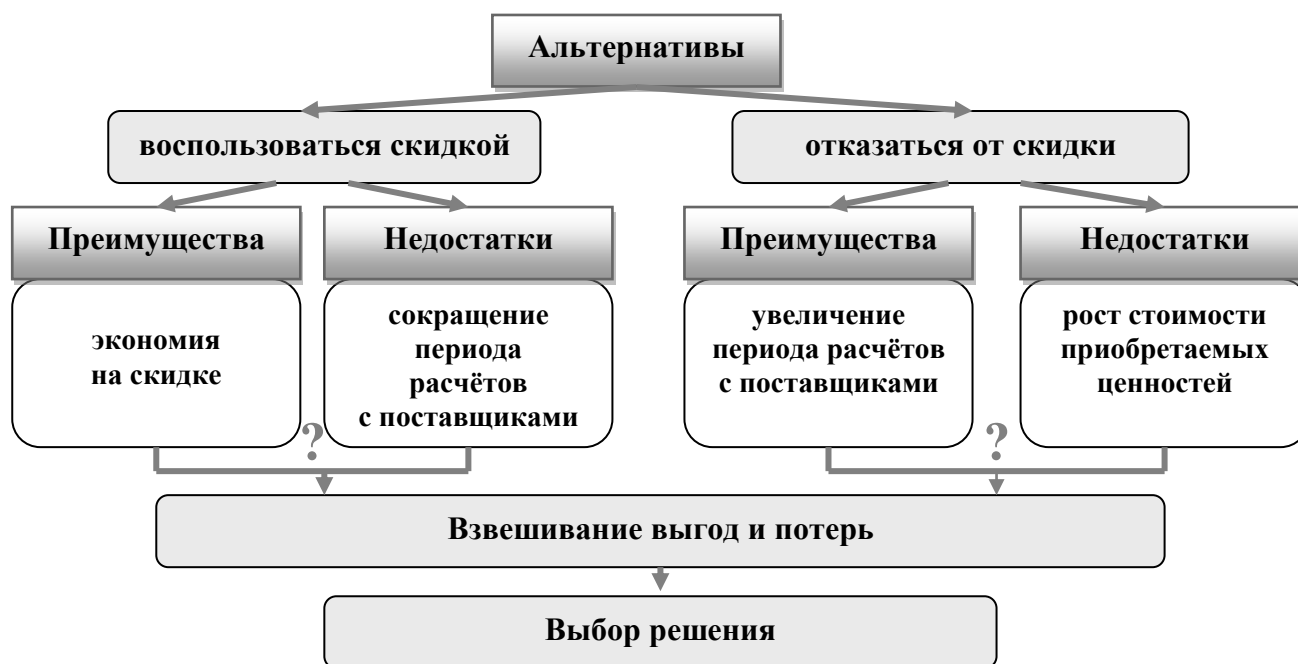 Альтернативы
воспользоваться скидкой
отказаться от скидки
Преимущества
Недостатки
Преимущества
Недостатки
экономия
на скидке
сокращение
периода
расчётов
с поставщиками
увеличение
периода расчётов
с поставщиками
рост стоимости
приобретаемых
ценностей
?
?
Взвешивание выгод и потерь
Выбор решения